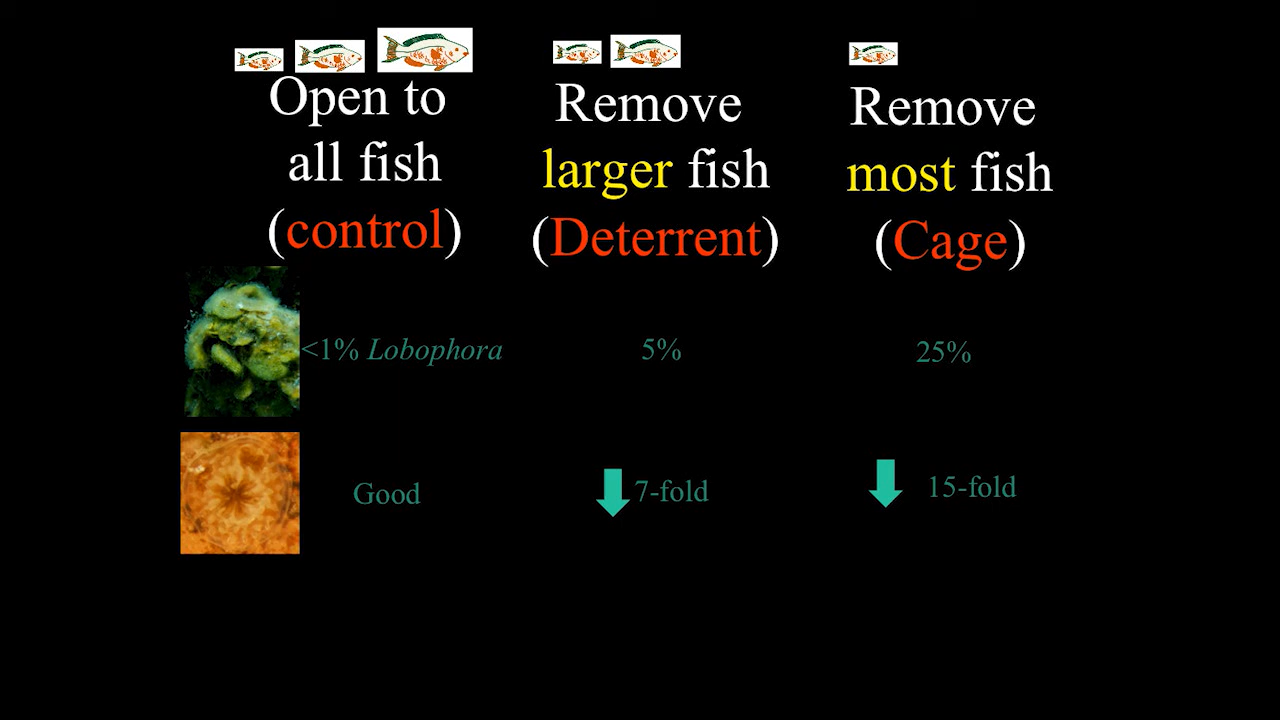 Open to
all fish
(control)
Remove
larger fish
(Deterrent)
Remove
most fish
(Cage)
<1% Lobophora
5%
25%
Good
7-fold
15-fold